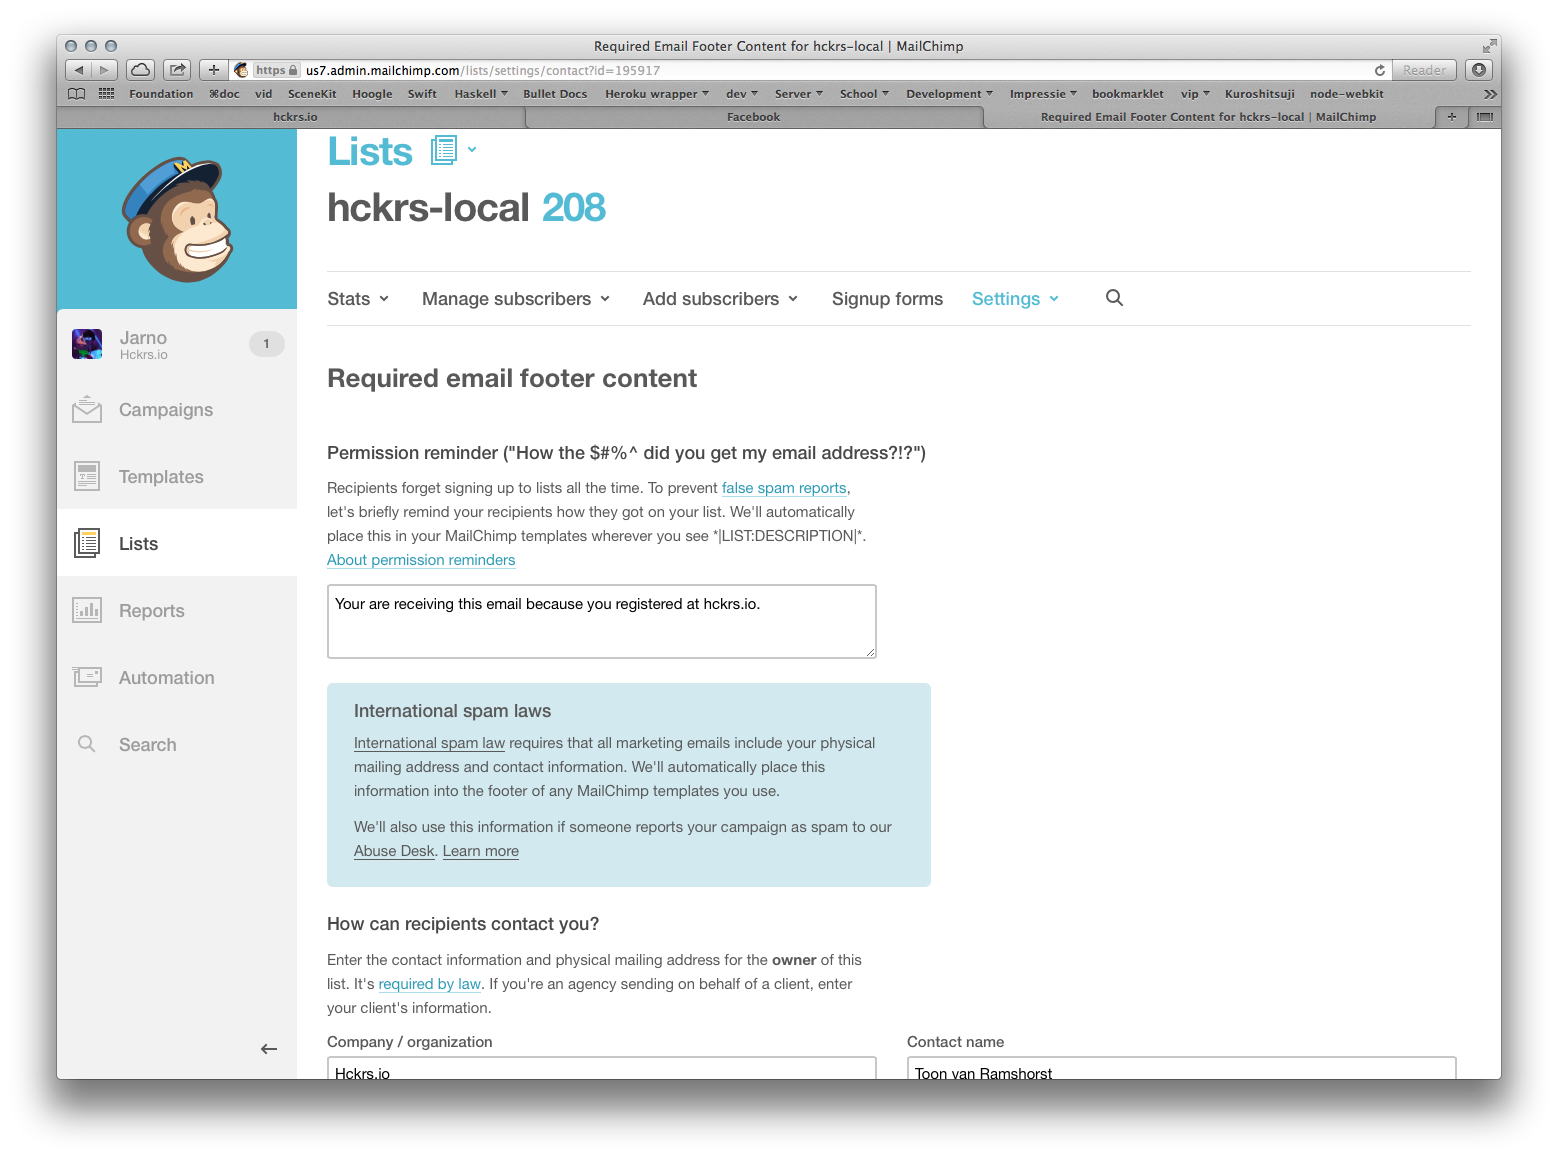 Required Email Footer Content for hckrs-local | MailChimp
https us7.admin.mailchimp.com/lists/settings/contact?id=195917
Reader
Foundation ⌘doc vid SceneKit Hoogle Swift Haskell Bullet Docs Heroku wrapper dev Server School Development Impressie bookmarklet vip Kuroshitsuji node-webkit
hckrs.io Facebook Required Email Footer Content for hckrs-local | MailChimp
Lists
hckrs-local 208
Stats Manage subscribers Add subscribers Signup forms Settings
Jarno
Hckrs.io
1
Campaigns
Templates
Lists
Reports
Automation
Search
Required email footer content
Permission reminder ("How the $#%^ did you get my email address?!?")
Recipients forget signing up to lists all the time. To prevent false spam reports,
let's briefly remind your recipients how they got on your list. We'll automatically
place this in your MailChimp templates wherever you see *|LIST:DESCRIPTION|*.
About permission reminders
Your are receiving this email because you registered at hckrs.io.
International spam laws
International spam law requires that all marketing emails include your physical
mailing address and contact information. We'll automatically place this
information into the footer of any MailChimp templates you use.
We'll also use this information if someone reports your campaign as spam to our
Abuse Desk. Learn more
How can recipients contact you?
Enter the contact information and physical mailing address for the owner of this
list. It's required by law. If you're an agency sending on behalf of a client, enter
your client's information.
Company / organization Contact name
Hckrs.io Toon van Ramshorst